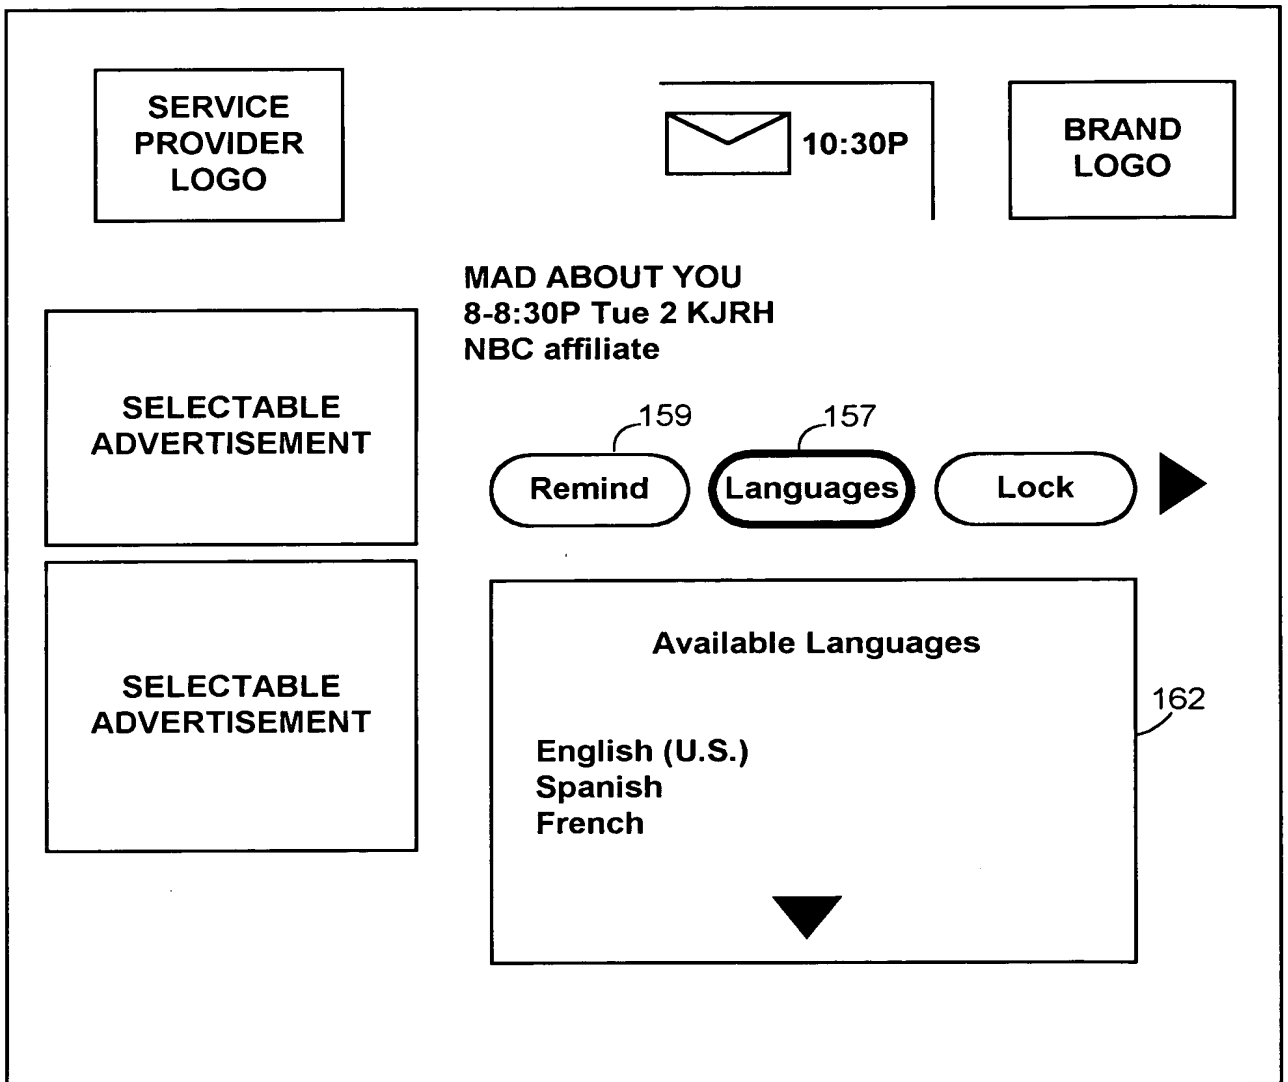 SERVICE
PROVIDER
LOGO
10:30P
BRAND
LOGO
MAD ABOUT YOU
8-8:30P Tue 2 KJRH
NBC affiliate
SELECTABLE
ADVERTISEMENT
159
157
Remind
Languages
Lock
SELECTABLE
ADVERTISEMENT
Available Languages
162
English (U.S.)
Spanish
French